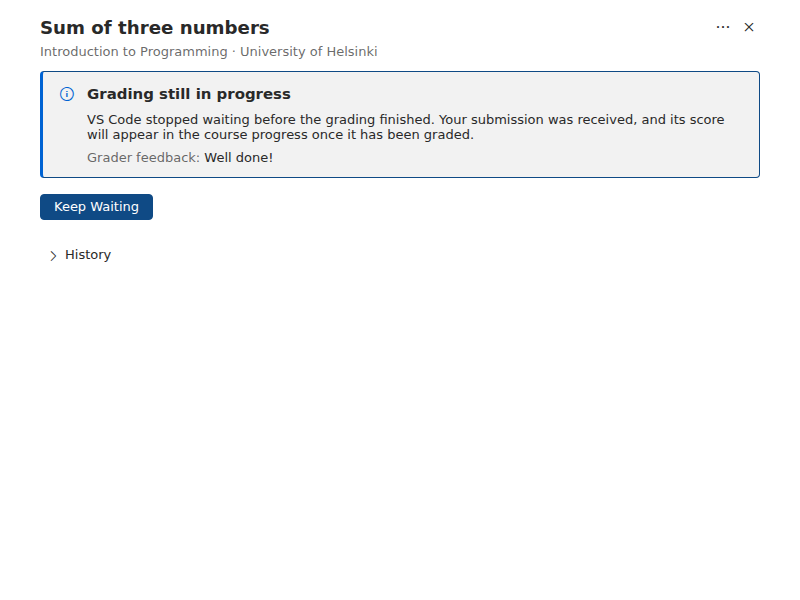 Sum of three numbers
Introduction to Programming · University of Helsinki
Grading still in progress
VS Code stopped waiting before the grading finished. Your submission was received, and its score
will appear in the course progress once it has been graded.
Grader feedback: Well done!
Keep Waiting
History